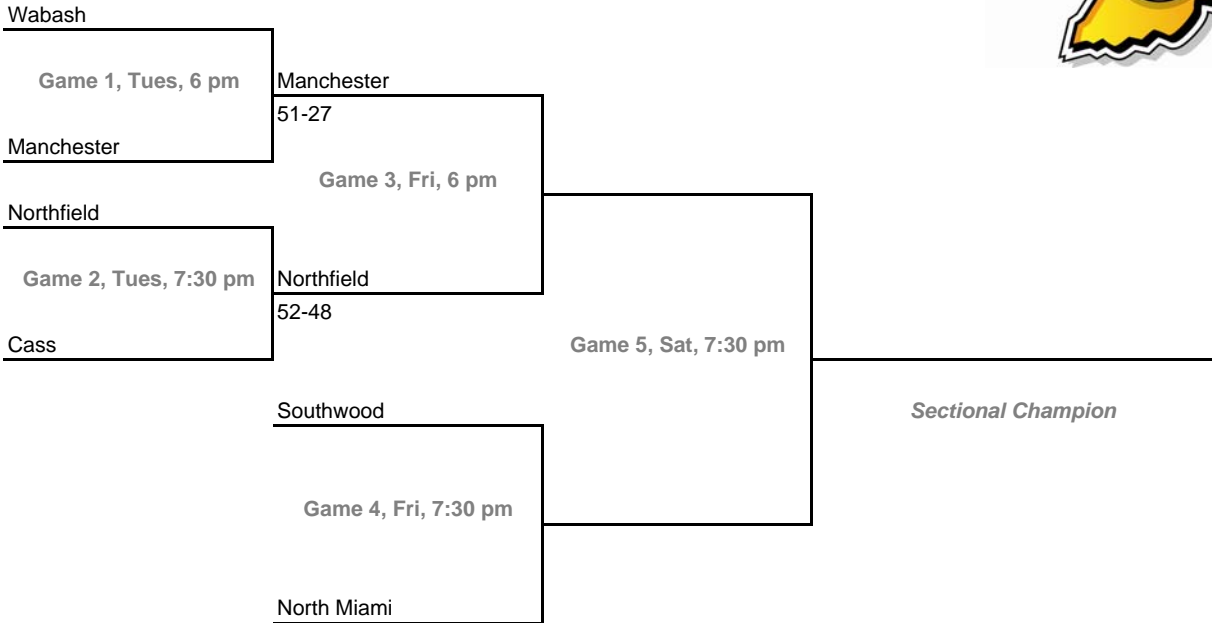 Wabash
Game 1, Tues, 6 pm
Manchester
51-27
Manchester
Game 3, Fri, 6 pm
Northfield
Game 2, Tues, 7:30 pm
Northfield
52-48
Cass
Game 5, Sat, 7:30 pm
Southwood
Sectional Champion
Game 4, Fri, 7:30 pm
North Miami